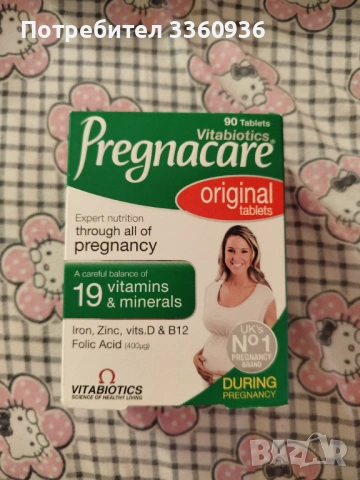 Потребител 3360936
90 Tablets
Vitabiotics
Pregnacare®
original
tablets
Expert nutrition
through all of
pregnancy
A careful balance of
19 vitamins
& minerals
Iron, Zinc, vits.D & B12
Folic Acid (400µg)
UK's
Nº1
PREGNANCY
BRAND
VITABIOTICS
SCIENCE OF HEALTHY LIVING
DURING
PREGNANCY
BAZAR